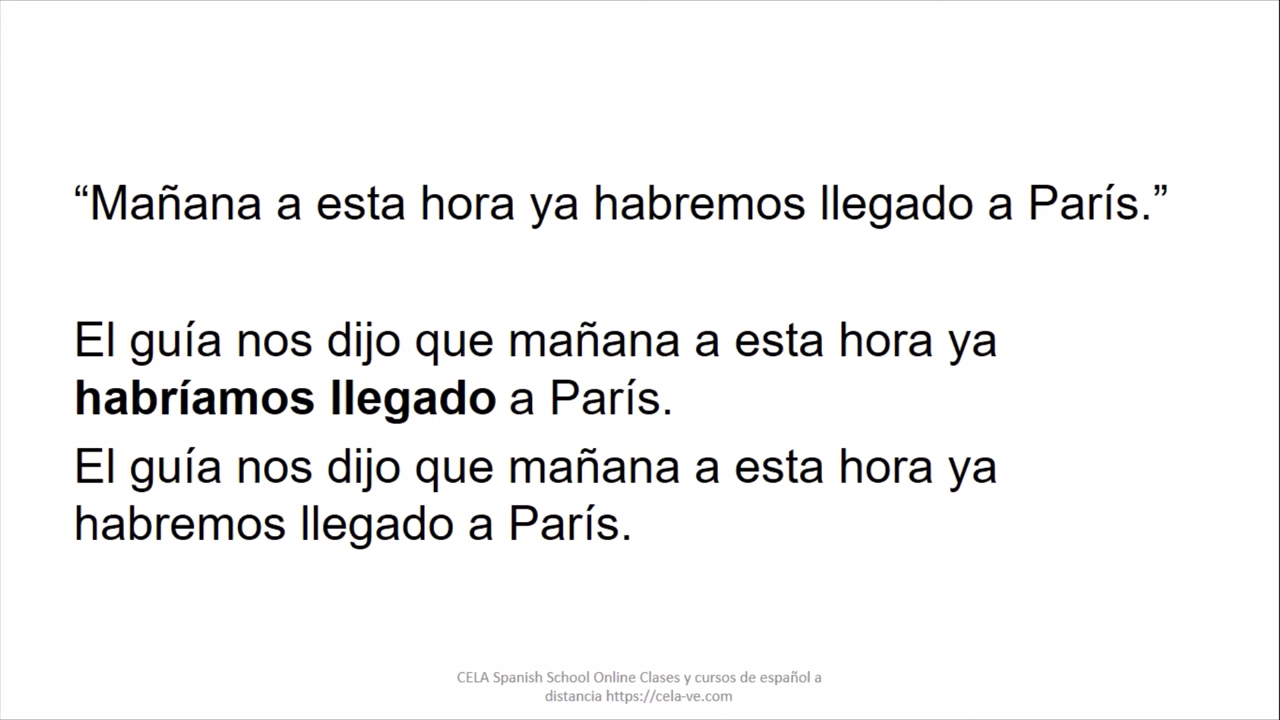 “Mañana a esta hora ya habremos llegado a París.”
El guía nos dijo que mañana a esta hora ya
habríamos llegado a París.
El guía nos dijo que mañana a esta hora ya
habremos llegado a París.
CELA Spanish School Online Clases y cursos de español a
distancia https://cela-ve.com